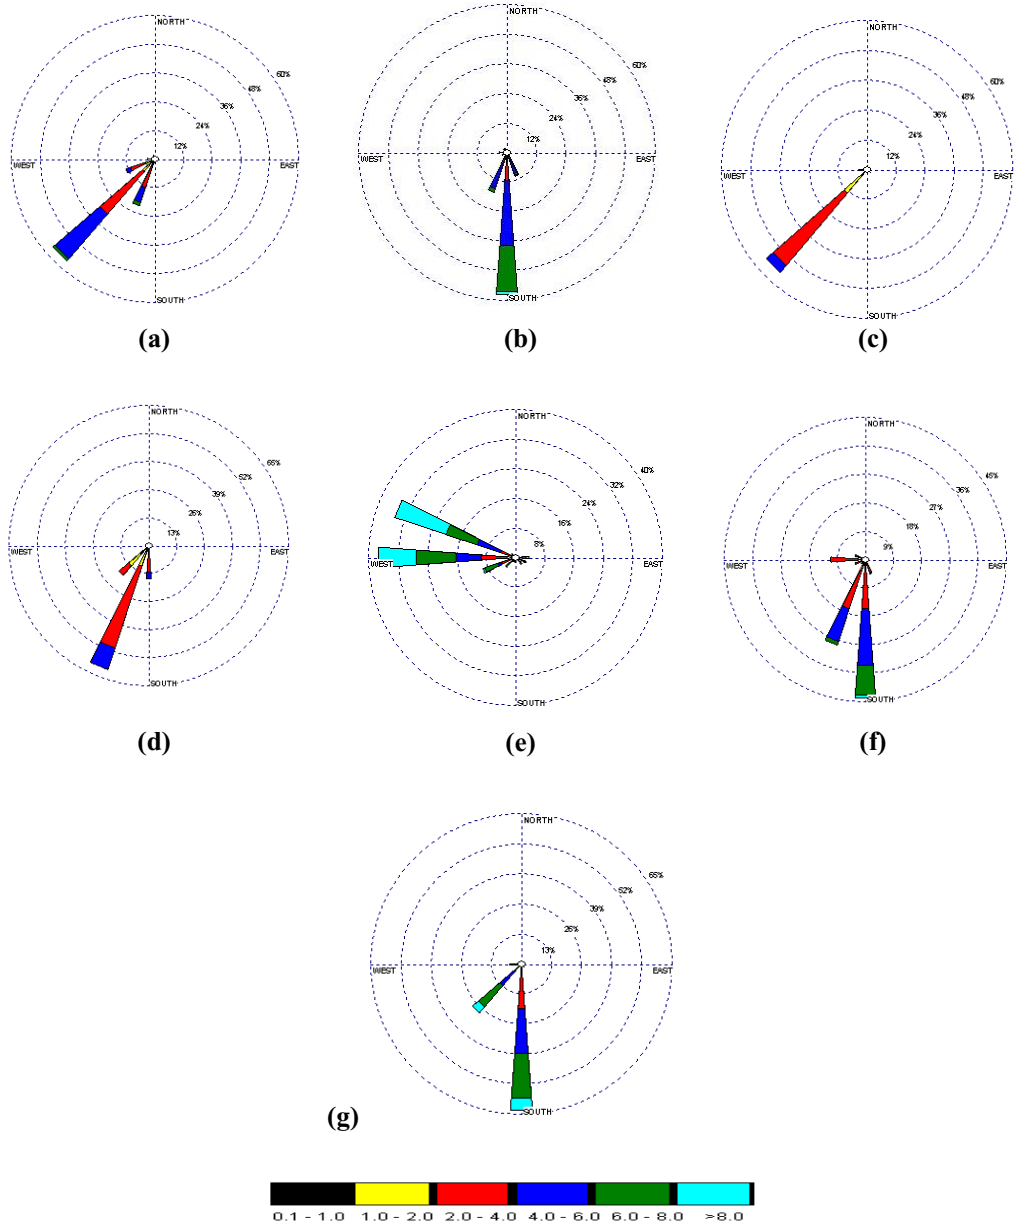 NORTH
60%
48%
36%
24%
12%
WEST
EAST
SOUTH
(a)
NORTH
60%
48%
36%
24%
12%
WEST
EAST
SOUTH
(b)
NORTH
60%
48%
36%
24%
12%
WEST
EAST
SOUTH
(c)
NORTH
65%
52%
39%
26%
13%
WEST
EAST
SOUTH
(d)
NORTH
40%
32%
24%
16%
8%
WEST
EAST
SOUTH
(e)
NORTH
45%
36%
27%
18%
9%
WEST
EAST
SOUTH
(f)
NORTH
65%
52%
39%
26%
13%
WEST
EAST
SOUTH
(g)
0.1 - 1.0 1.0 - 2.0 2.0 - 4.0 4.0 - 6.0 6.0 - 8.0 >8.0